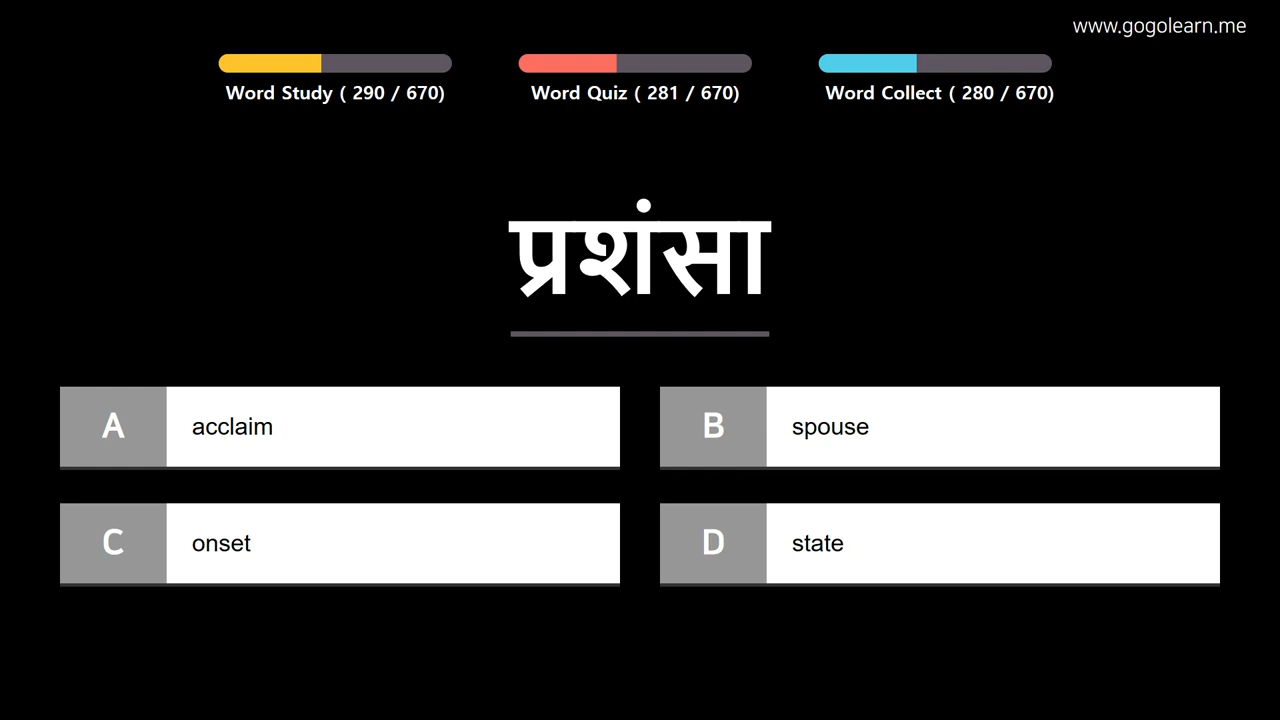 www.gogolearn.me
Word Study ( 290 / 670)
Word Quiz ( 281 / 670)
Word Collect ( 280 / 670)
प्रशंसा
A acclaim
B spouse
C onset
D state